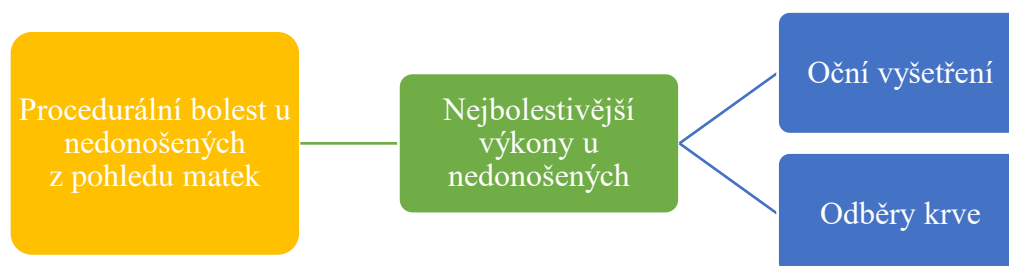 Procedurální bolest u
nedonošených
z pohledu matek
Nejbolestivější
výkony u
nedonošených
Oční vyšetření
Odběry krve